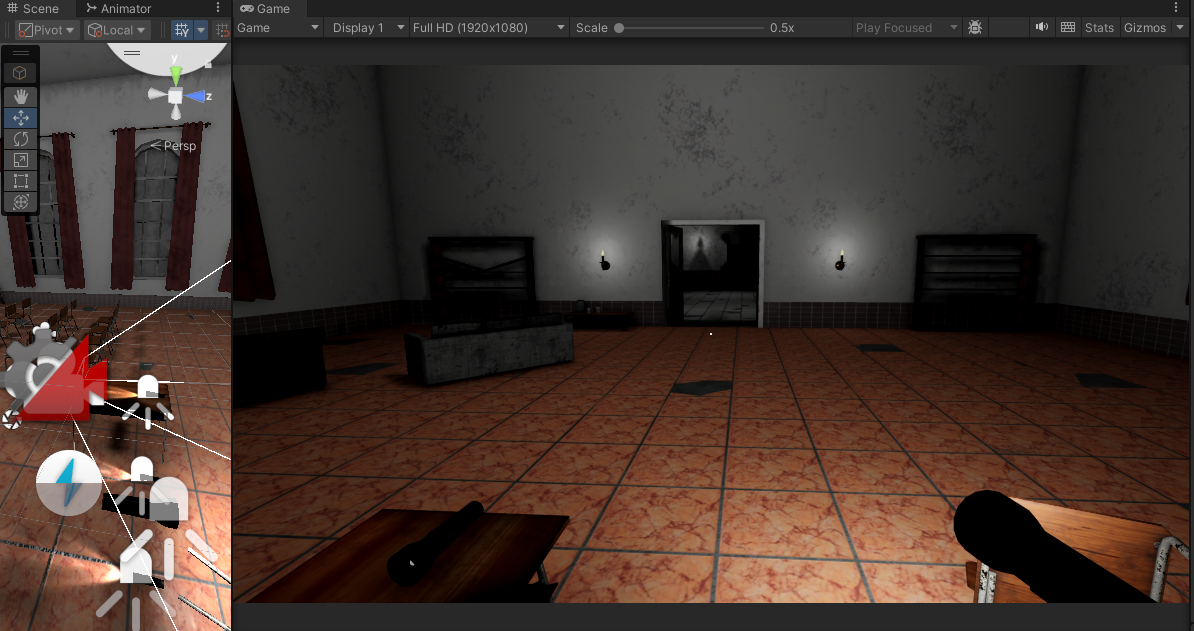 Scene Animator
Pivot Local
Game
Game Display 1 Full HD (1920x1080) Scale 0.5x Play Focused Stats Gizmos
y
z
Persp